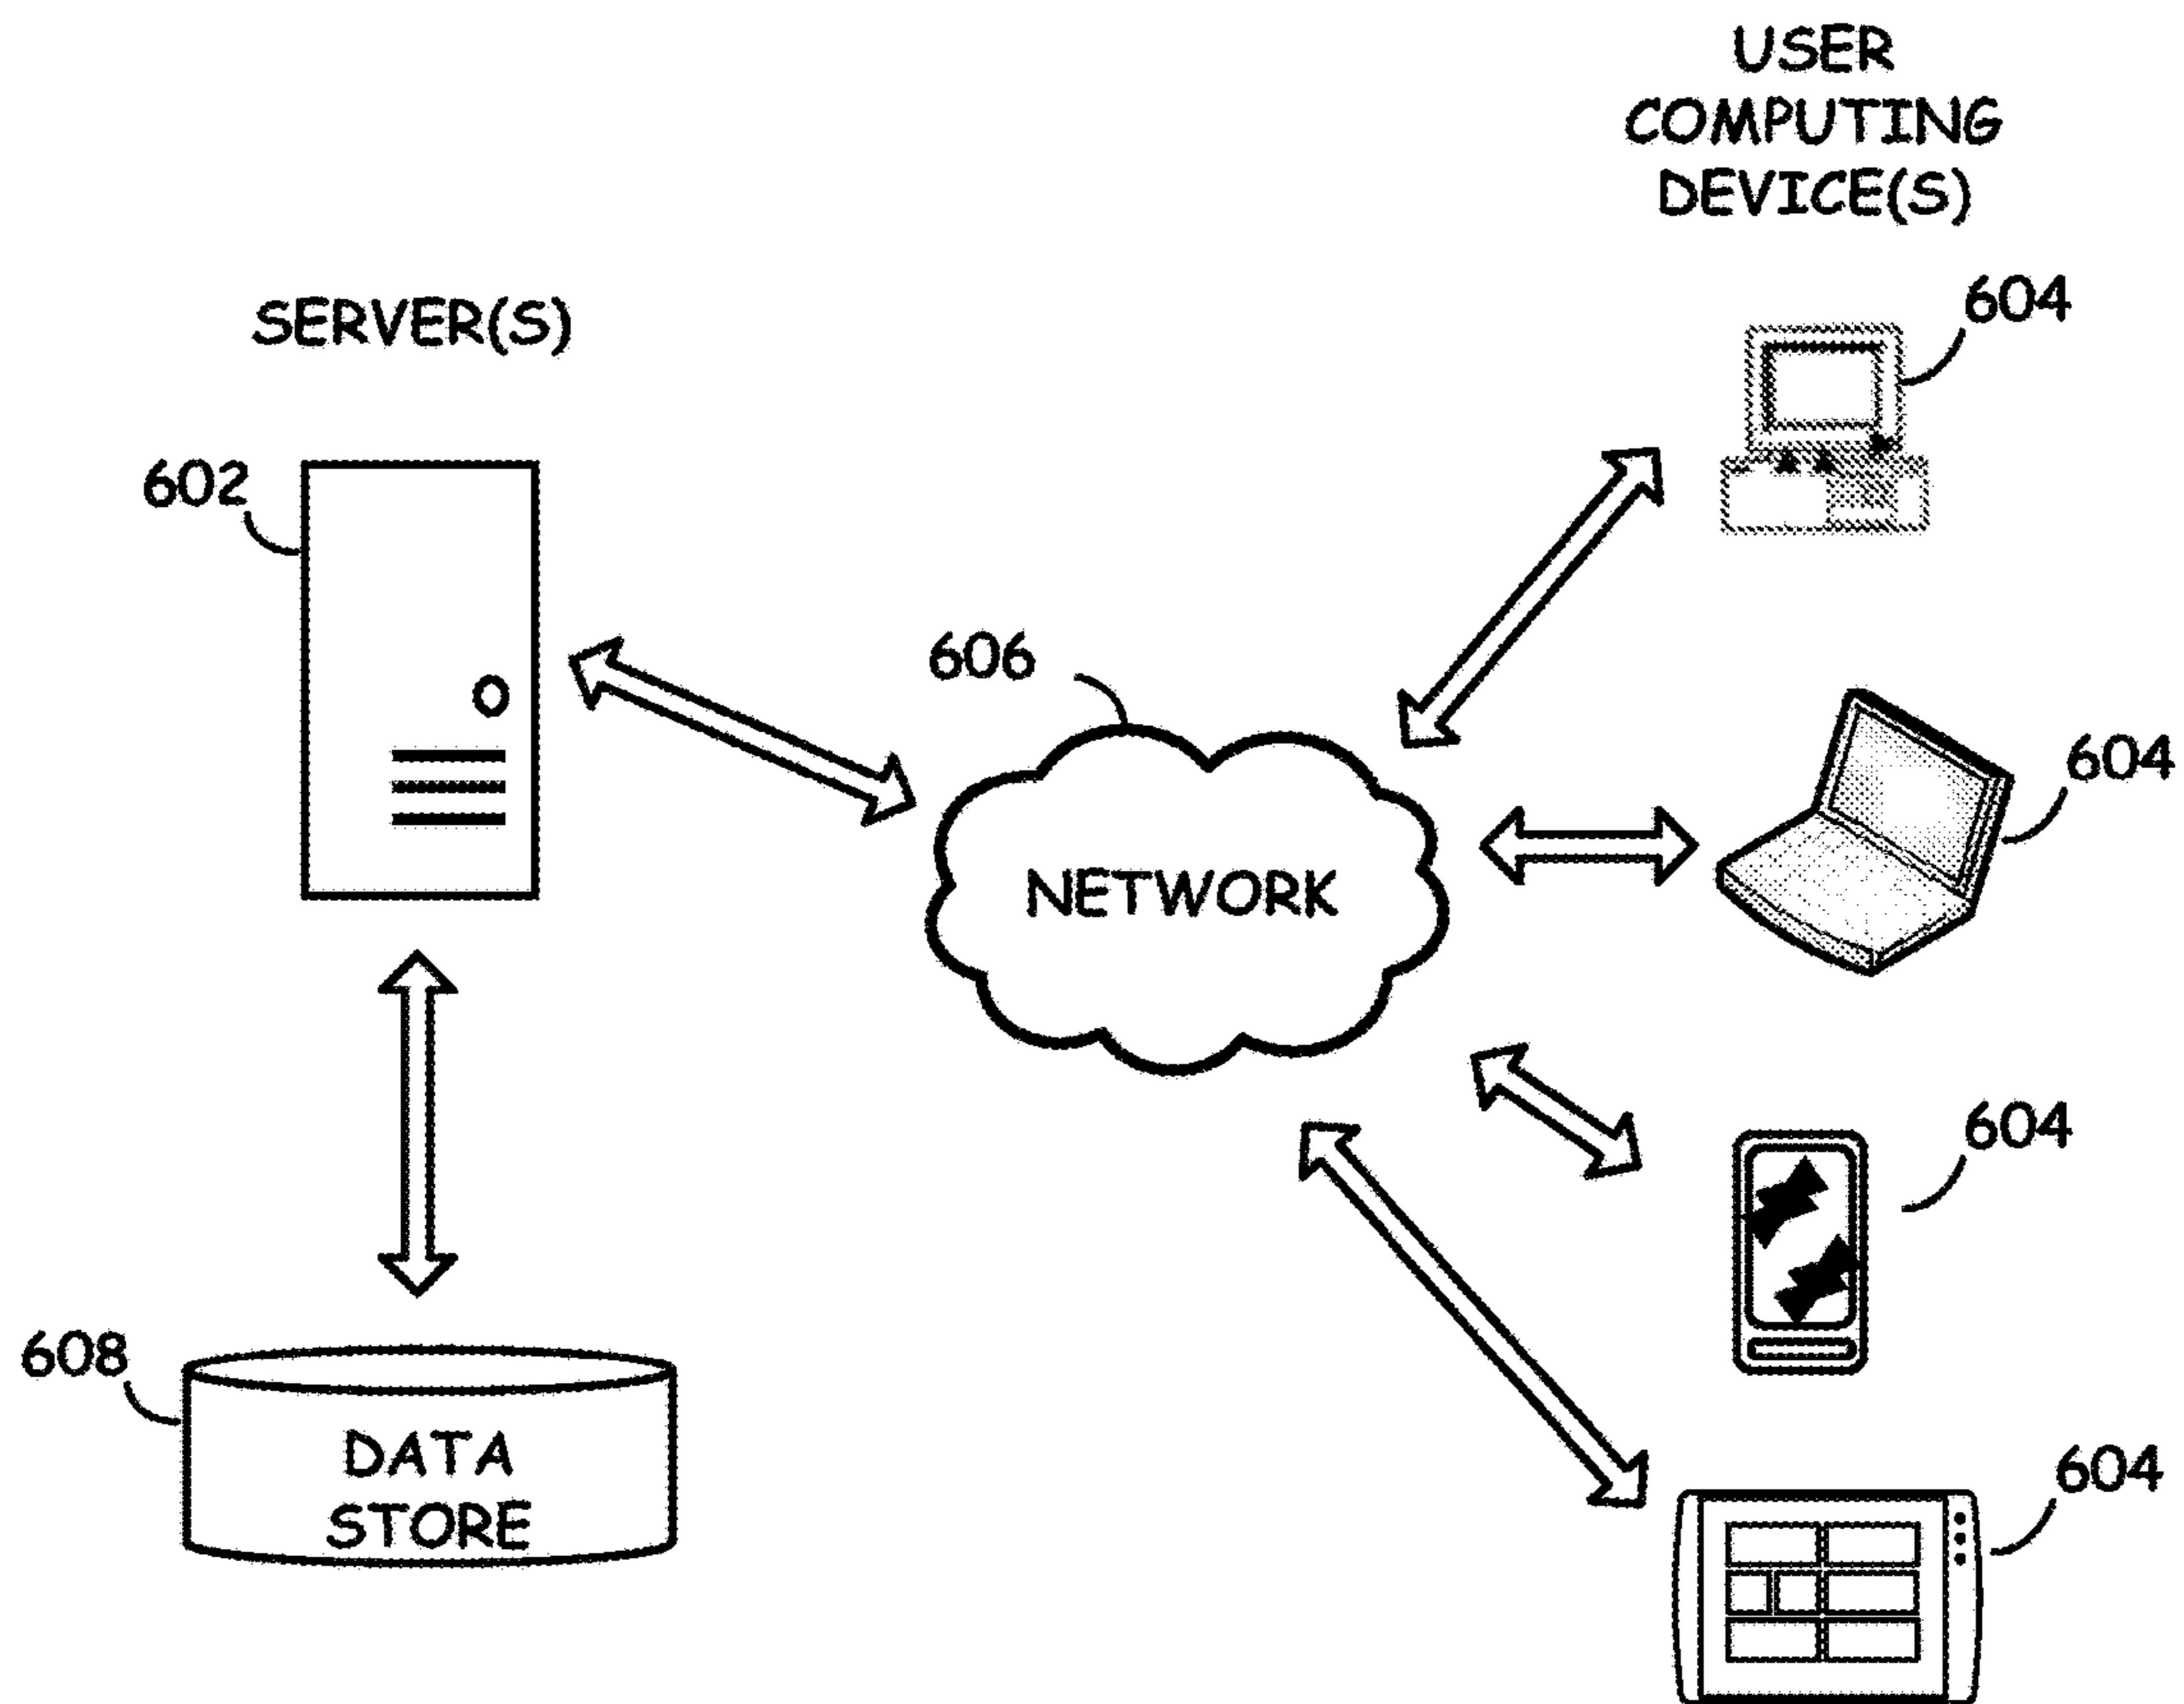 USER
COMPUTING
DEVICE(S)
SERVER(S)
604
602
606
604
NETWORK
604
608
DATA
STORE
604